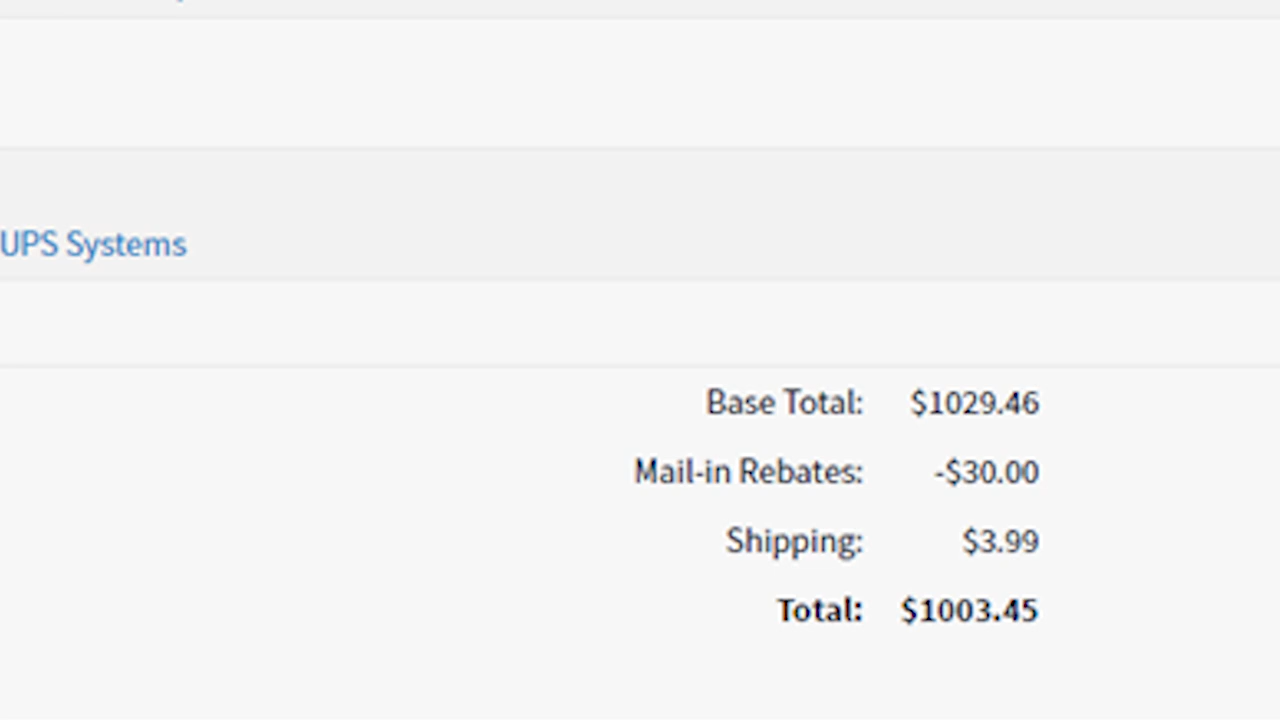 UPS Systems
Base Total: $1029.46
Mail-in Rebates: -$30.00
Shipping: $3.99
Total: $1003.45